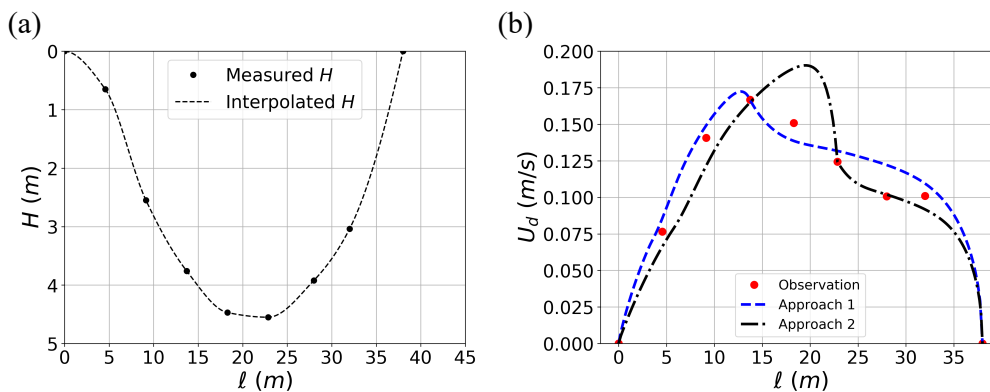 (a)
0
1
2
3
4
5
H (m)
0 5 10 15 20 25 30 35 40 45
ℓ (m)
Measured H
Interpolated H
(b)
0.200
0.175
0.150
0.125
0.100
0.075
0.050
0.025
0.000
U_d (m/s)
0 5 10 15 20 25 30 35
ℓ (m)
Observation
Approach 1
Approach 2